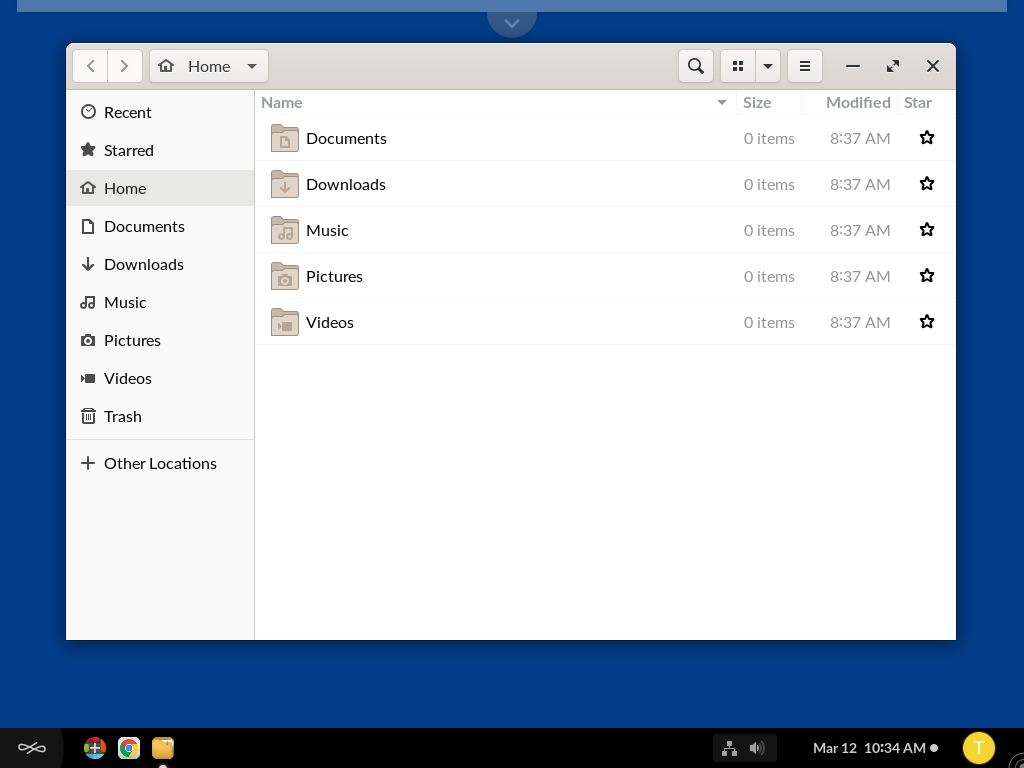 Home
Name Size Modified Star
Recent
Starred
Home
Documents
Downloads
Music
Pictures
Videos
Trash
Other Locations
Documents 0 items 8:37 AM
Downloads 0 items 8:37 AM
Music 0 items 8:37 AM
Pictures 0 items 8:37 AM
Videos 0 items 8:37 AM
Mar 12 10:34 AM
T